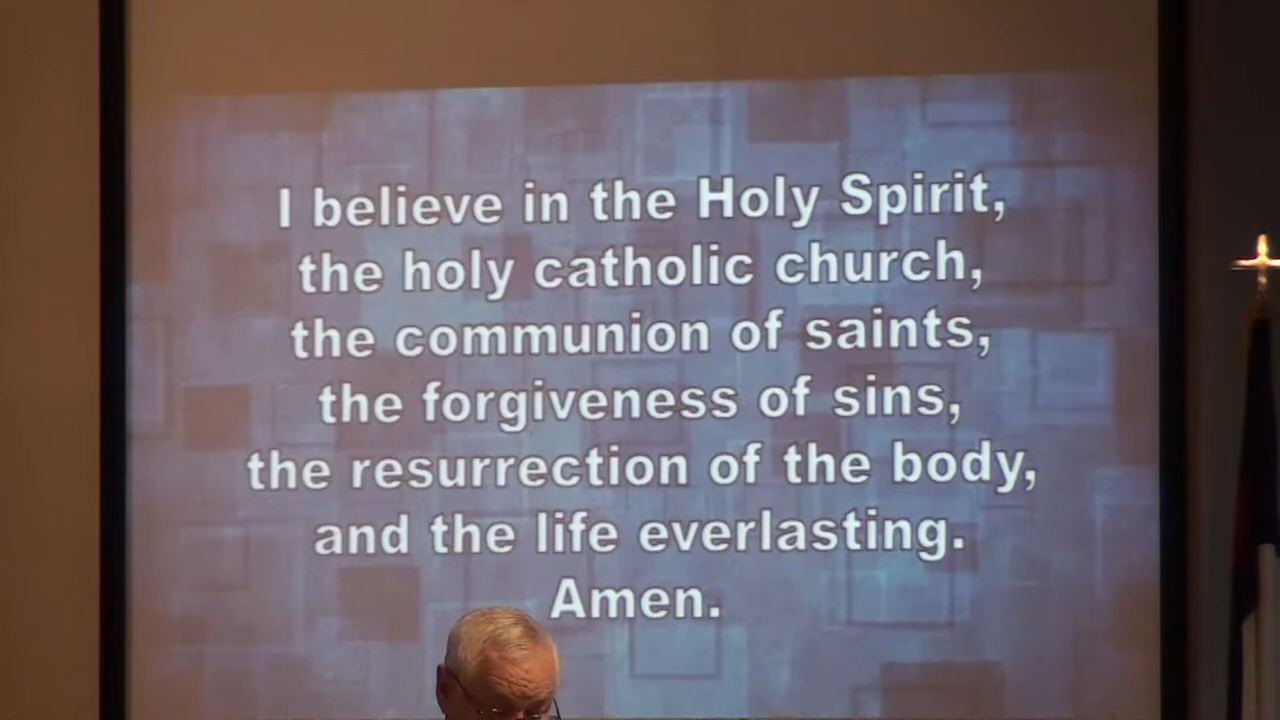 I believe in the Holy Spirit,
the holy catholic church,
the communion of saints,
the forgiveness of sins,
the resurrection of the body,
and the life everlasting.
Amen.